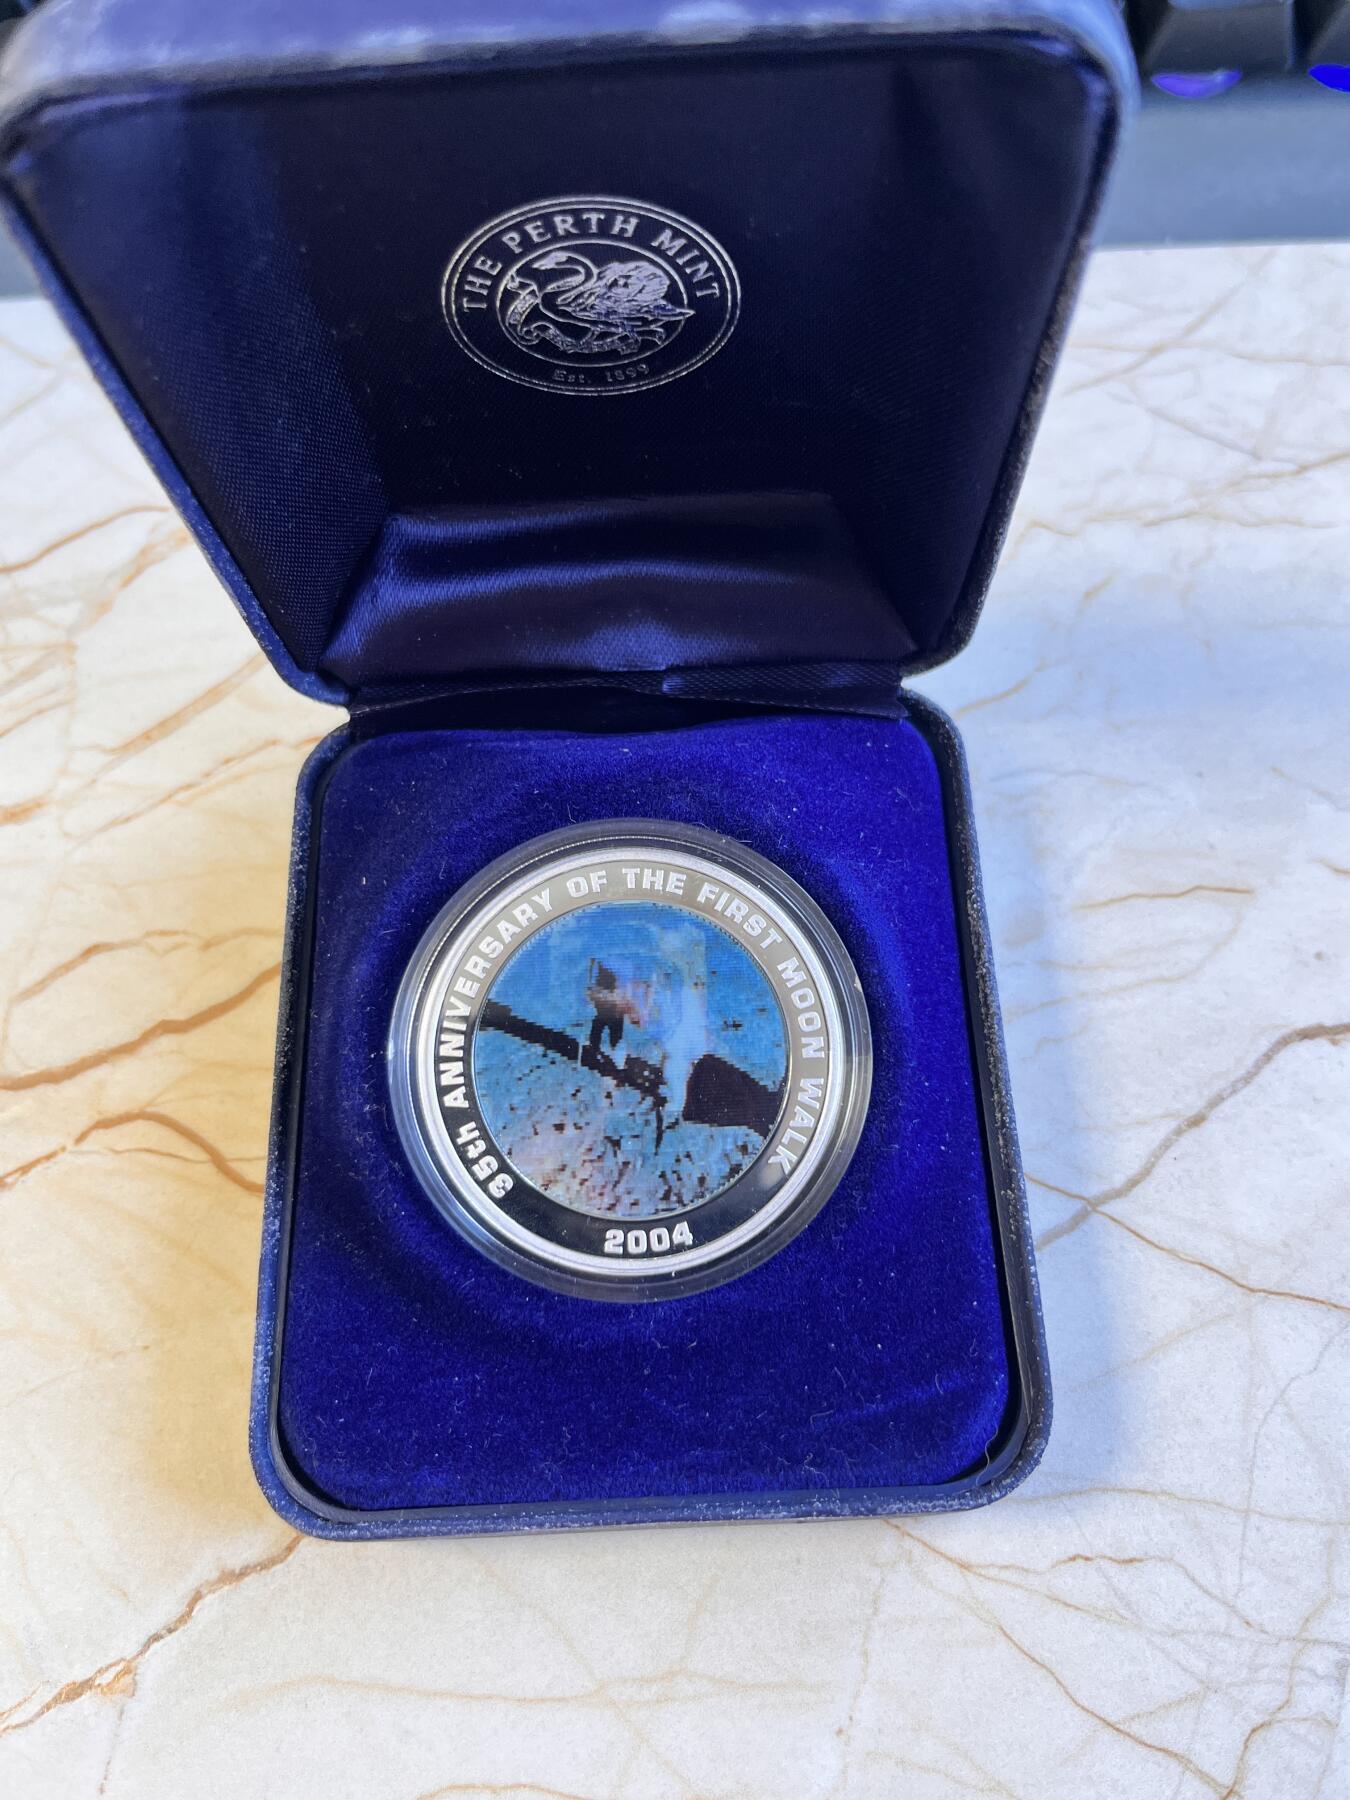 THE PERTH MINT
Est. 1899
35th ANNIVERSARY OF THE FIRST MOON WALK
2004